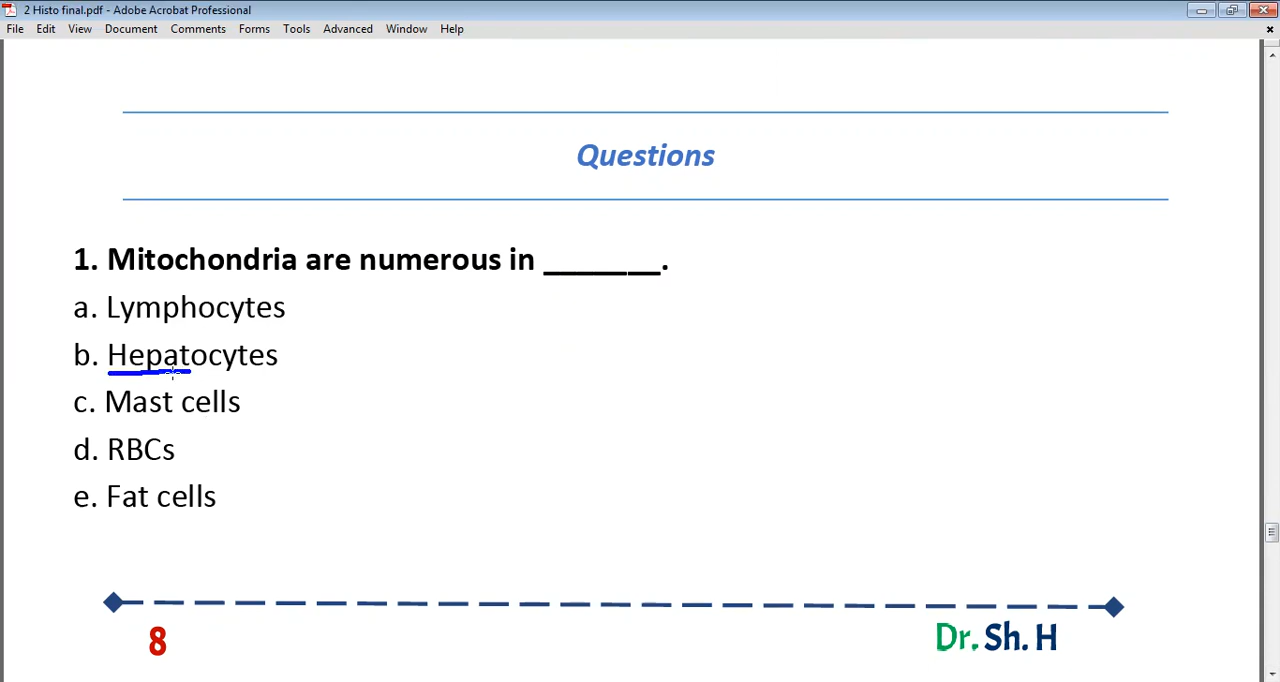 2 Histo final.pdf - Adobe Acrobat Professional
File Edit View Document Comments Forms Tools Advanced Window Help
Questions
1. Mitochondria are numerous in _______.
a. Lymphocytes
b. Hepatocytes
c. Mast cells
d. RBCs
e. Fat cells
8 Dr. Sh. H